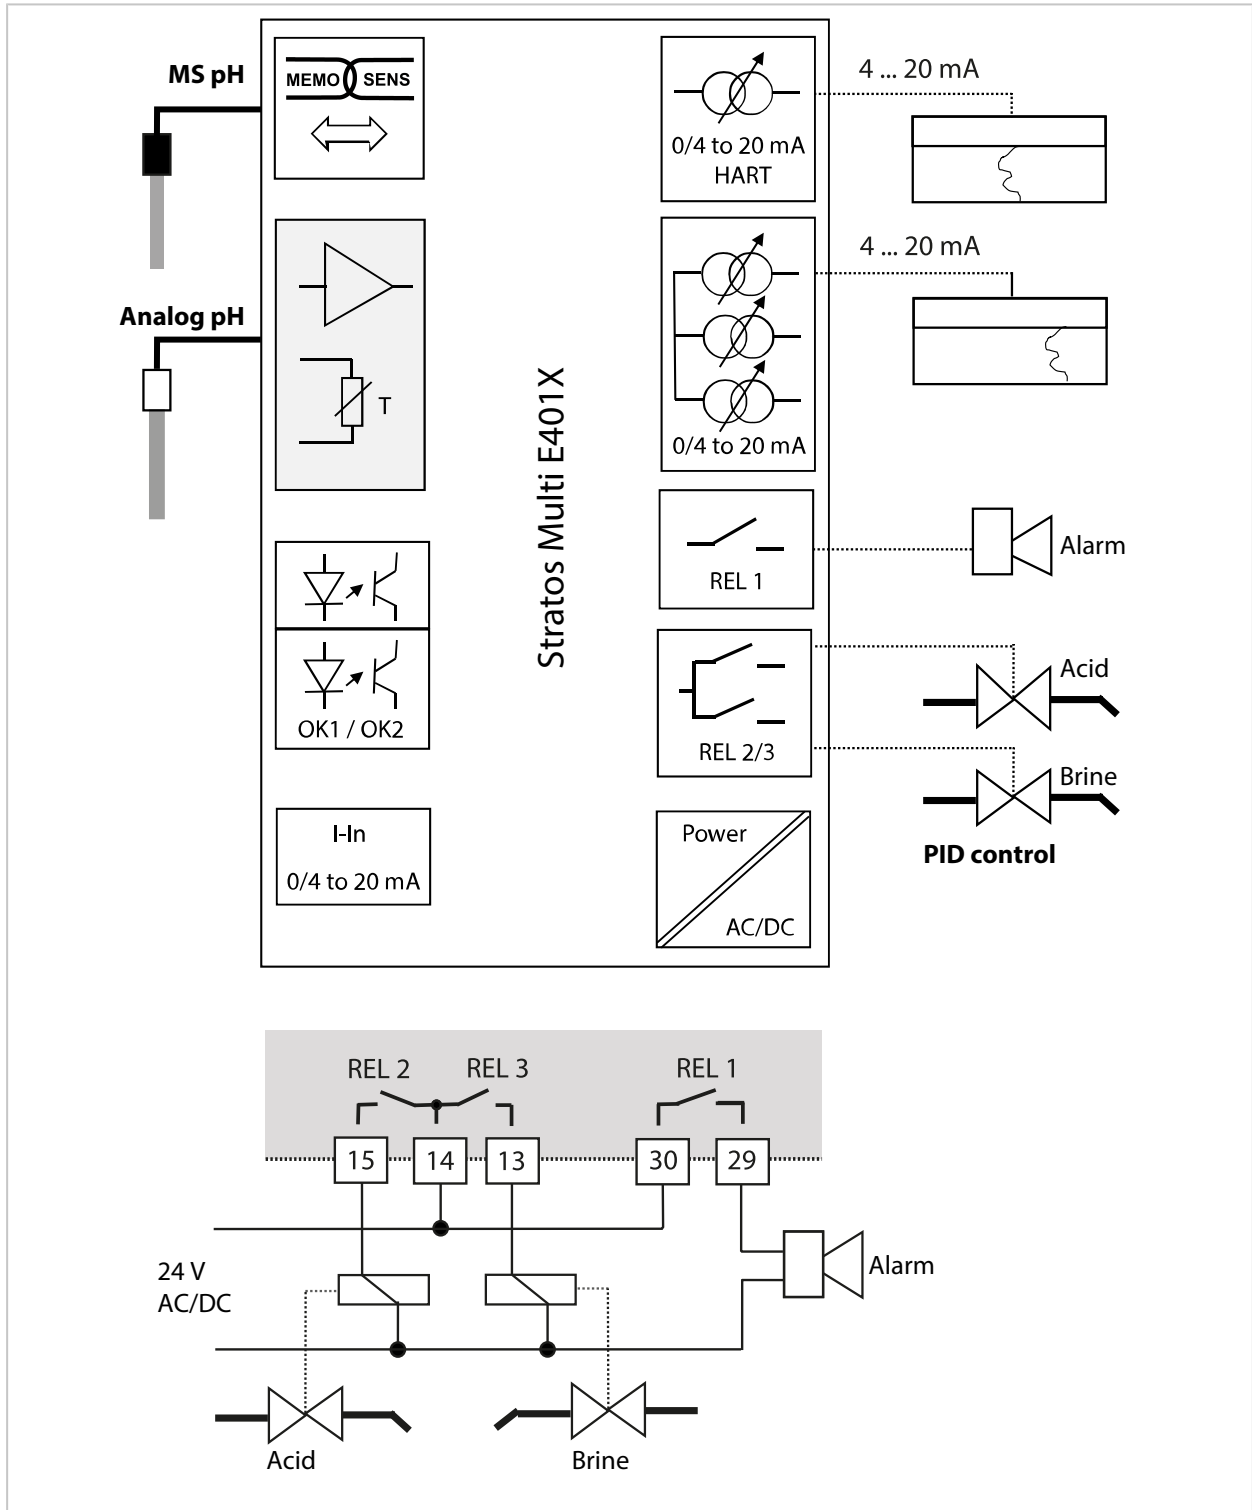 MS pH
MEMO SENS
Analog pH
T
OK1 / OK2
I-In
0/4 to 20 mA
Stratos Multi E401X
0/4 to 20 mA
HART
4 ... 20 mA
0/4 to 20 mA
4 ... 20 mA
REL 1
Alarm
REL 2/3
Acid
Brine
PID control
Power
AC/DC
REL 2 REL 3 REL 1
15 14 13 30 29
24 V
AC/DC
Alarm
Acid
Brine